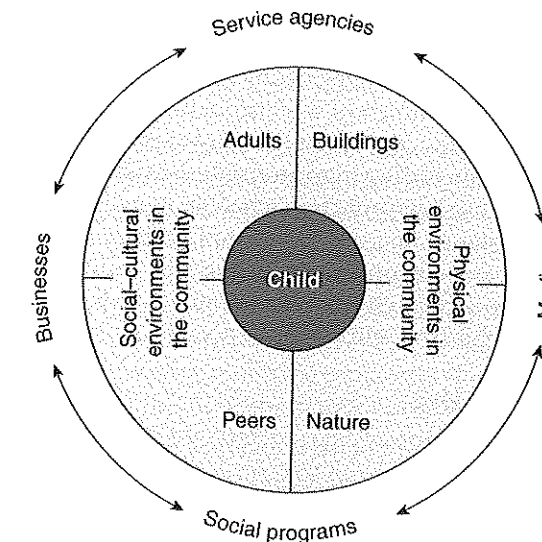 Service agencies
Adults
Buildings
Businesses
Social–cultural
environments in
the community
Child
Physical
environments in
the community
Peers
Nature
Social programs